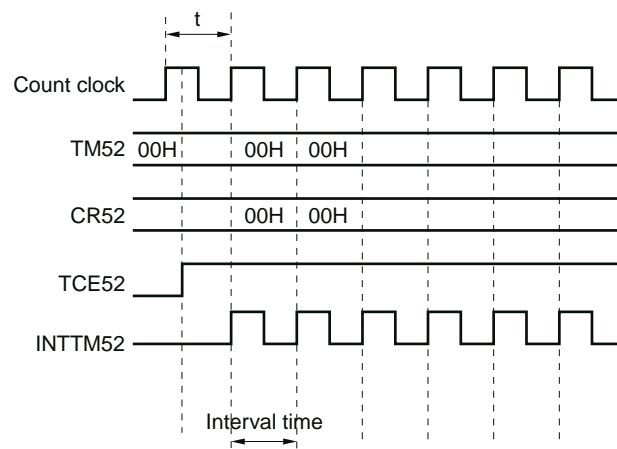 t
Count clock
TM52 00H 00H 00H
CR52 00H 00H
TCE52
INTTM52
Interval time